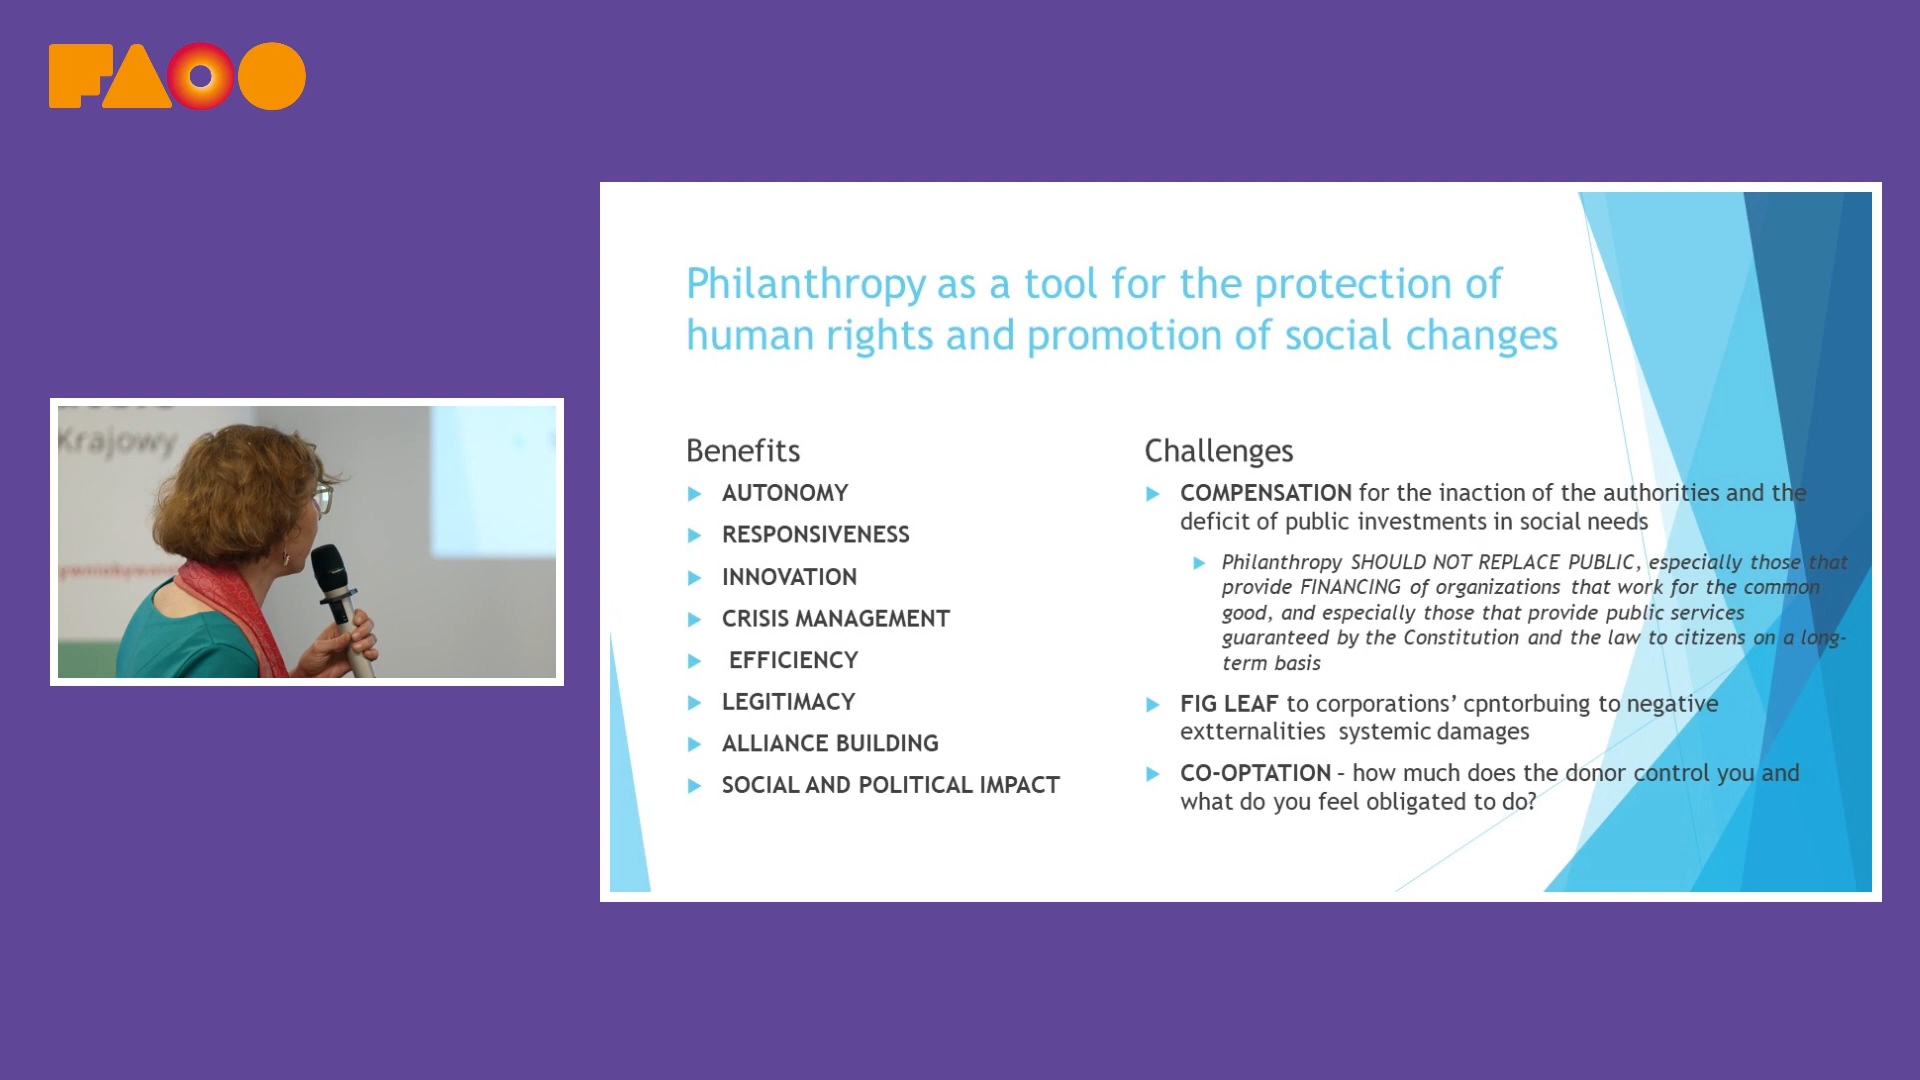 FAOO
Krajowy
Philanthropy as a tool for the protection of
human rights and promotion of social changes
Benefits
AUTONOMY
RESPONSIVENESS
INNOVATION
CRISIS MANAGEMENT
EFFICIENCY
LEGITIMACY
ALLIANCE BUILDING
SOCIAL AND POLITICAL IMPACT
Challenges
COMPENSATION for the inaction of the authorities and the
deficit of public investments in social needs
Philanthropy SHOULD NOT REPLACE PUBLIC, especially those that
provide FINANCING of organizations that work for the common
good, and especially those that provide public services
guaranteed by the Constitution and the law to citizens on a long-
term basis
FIG LEAF to corporations’ cpntorbuing to negative
extternalities systemic damages
CO-OPTATION – how much does the donor control you and
what do you feel obligated to do?